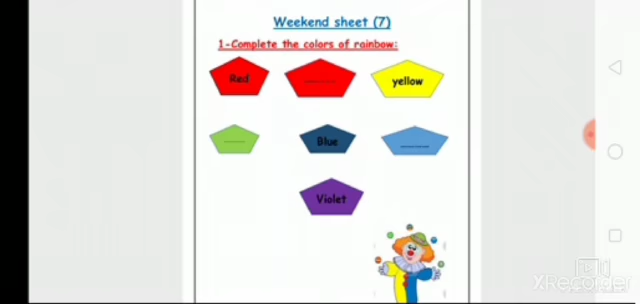 Weekend sheet (7)
1-Complete the colors of rainbow:
Red
yellow
Blue
Violet
XRecorder